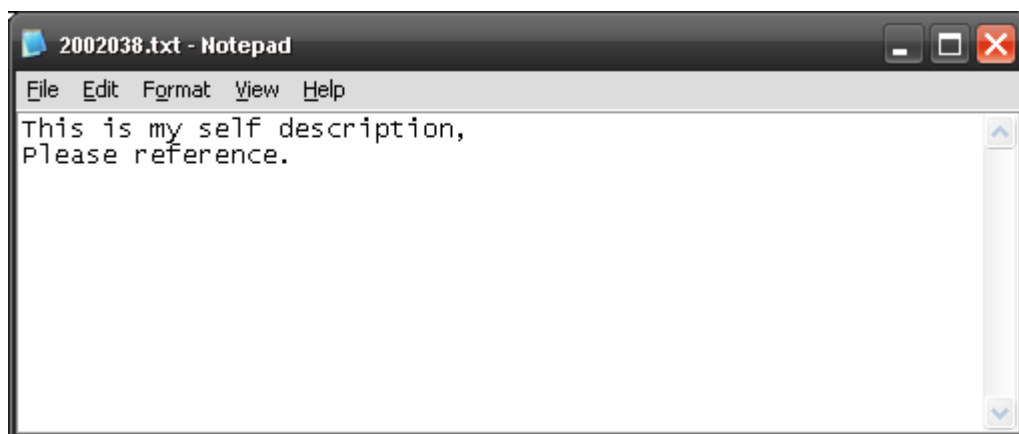 2002038.txt - Notepad
File Edit Format View Help
This is my self description,
Please reference.